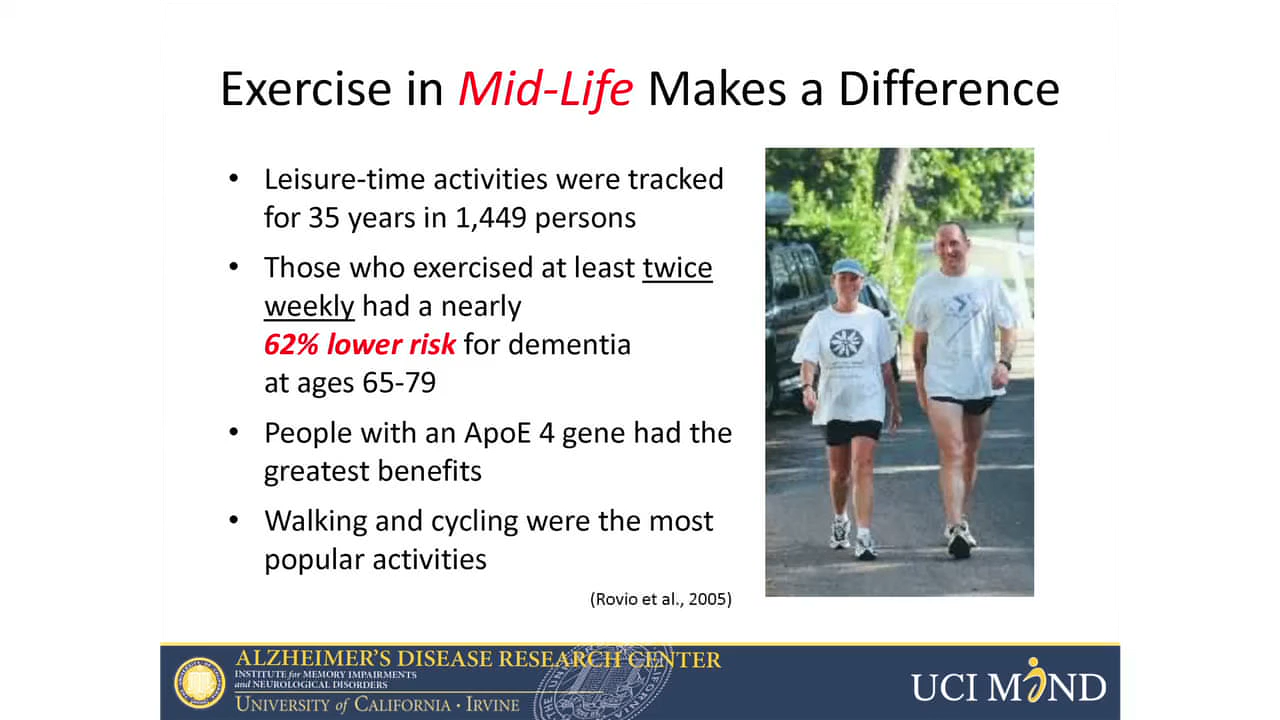 Exercise in Mid-Life Makes a Difference
• Leisure-time activities were tracked
for 35 years in 1,449 persons
• Those who exercised at least twice
weekly had a nearly
62% lower risk for dementia
at ages 65-79
• People with an ApoE 4 gene had the
greatest benefits
• Walking and cycling were the most
popular activities
(Rovio et al., 2005)
ALZHEIMER'S DISEASE RESEARCH CENTER
INSTITUTE for MEMORY IMPAIRMENTS
and NEUROLOGICAL DISORDERS
UNIVERSITY of CALIFORNIA · IRVINE
UCI MIND